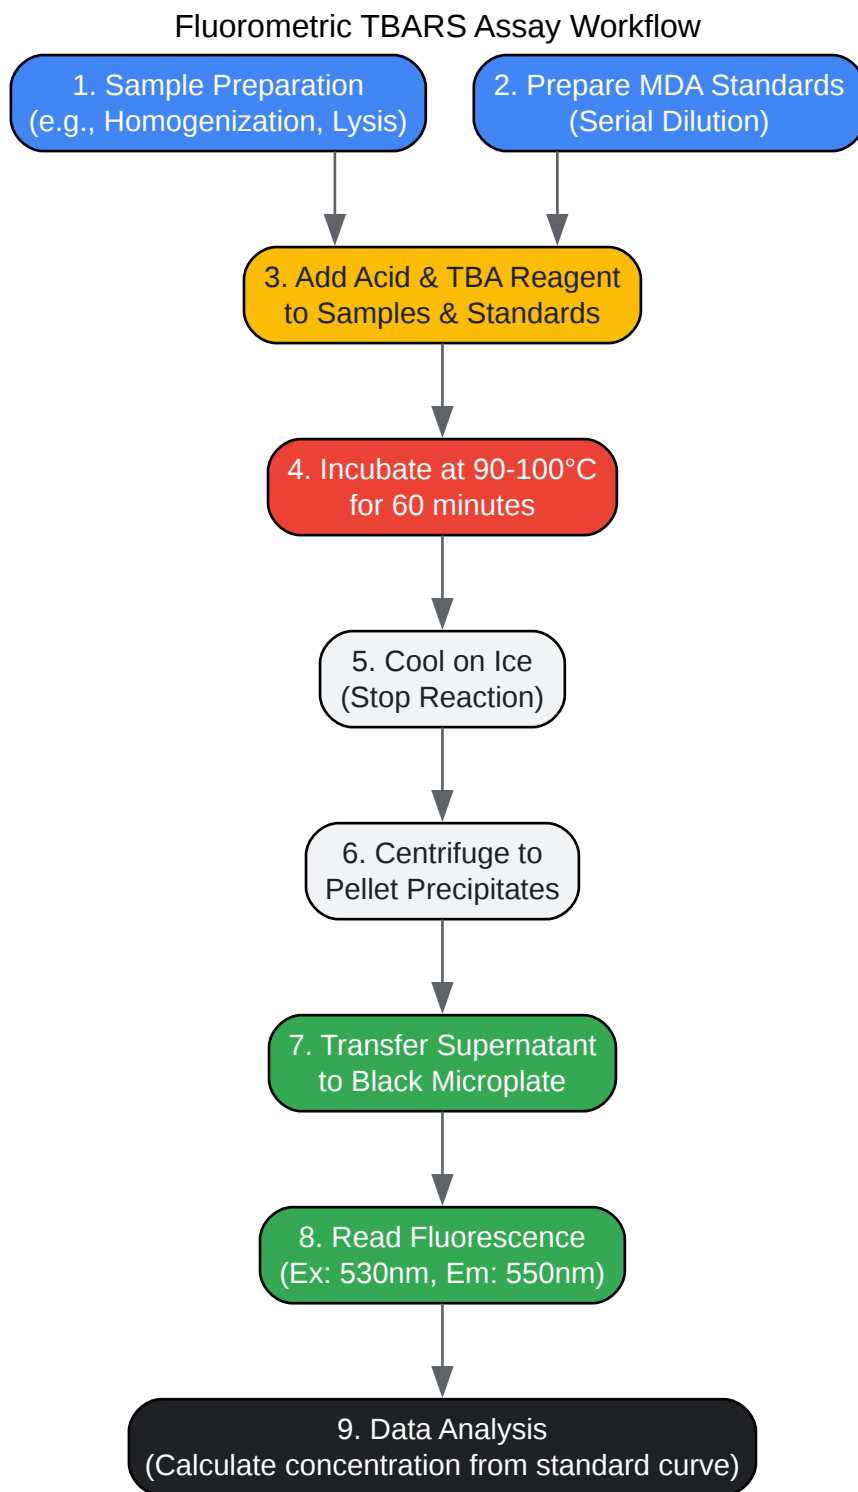 Fluorometric TBARS Assay Workflow
1. Sample Preparation
(e.g., Homogenization, Lysis)
2. Prepare MDA Standards
(Serial Dilution)
3. Add Acid & TBA Reagent
to Samples & Standards
4. Incubate at 90-100°C
for 60 minutes
5. Cool on Ice
(Stop Reaction)
6. Centrifuge to
Pellet Precipitates
7. Transfer Supernatant
to Black Microplate
8. Read Fluorescence
(Ex: 530nm, Em: 550nm)
9. Data Analysis
(Calculate concentration from standard curve)